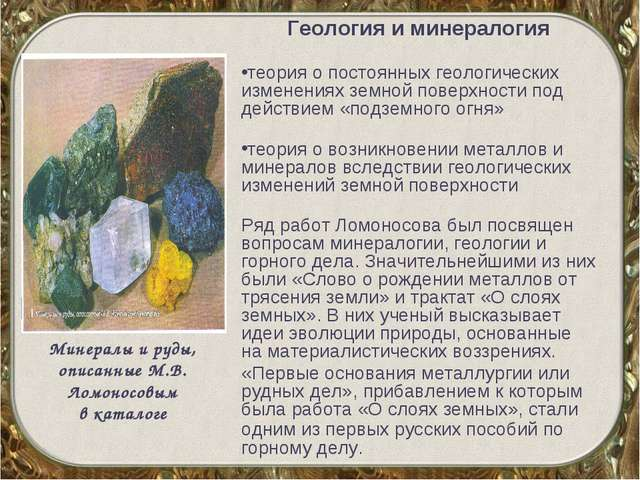 Геология и минералогия
•теория о постоянных геологических
изменениях земной поверхности под
действием «подземного огня»
•теория о возникновении металлов и
минералов вследствии геологических
изменений земной поверхности
Ряд работ Ломоносова был посвящен
вопросам минералогии, геологии и
горного дела. Значительнейшими из них
были «Слово о рождении металлов от
трясения земли» и трактат «О слоях
земных». В них ученый высказывает
идеи эволюции природы, основанные
на материалистических воззрениях.
«Первые основания металлургии или
рудных дел», прибавлением к которым
была работа «О слоях земных», стали
одним из первых русских пособий по
горному делу.
Минералы и руды, описанные
Минералы и руды,
описанные М.В.
Ломоносовым
в каталоге